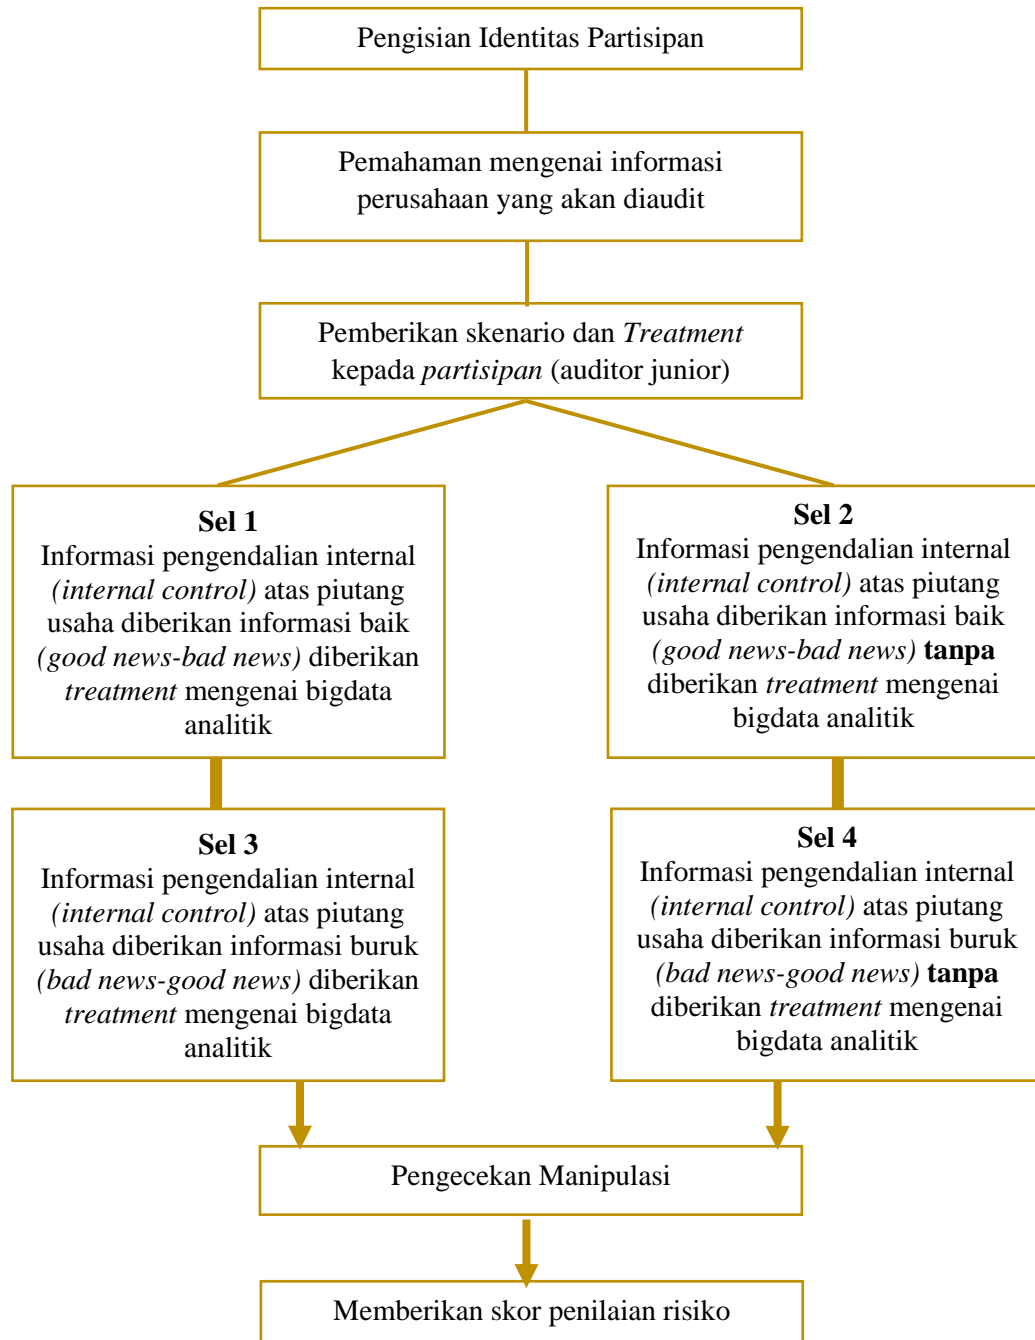 Pengisian Identitas Partisipan
Pemahaman mengenai informasi
perusahaan yang akan diaudit
Pemberikan skenario dan Treatment
kepada partisipan (auditor junior)
Sel 1
Informasi pengendalian internal
(internal control) atas piutang
usaha diberikan informasi baik
(good news-bad news) diberikan
treatment mengenai bigdata
analitik
Sel 2
Informasi pengendalian internal
(internal control) atas piutang
usaha diberikan informasi baik
(good news-bad news) tanpa
diberikan treatment mengenai
bigdata analitik
Sel 3
Informasi pengendalian internal
(internal control) atas piutang
usaha diberikan informasi buruk
(bad news-good news) diberikan
treatment mengenai bigdata
analitik
Sel 4
Informasi pengendalian internal
(internal control) atas piutang
usaha diberikan informasi buruk
(bad news-good news) tanpa
diberikan treatment mengenai
bigdata analitik
Pengecekan Manipulasi
Memberikan skor penilaian risiko